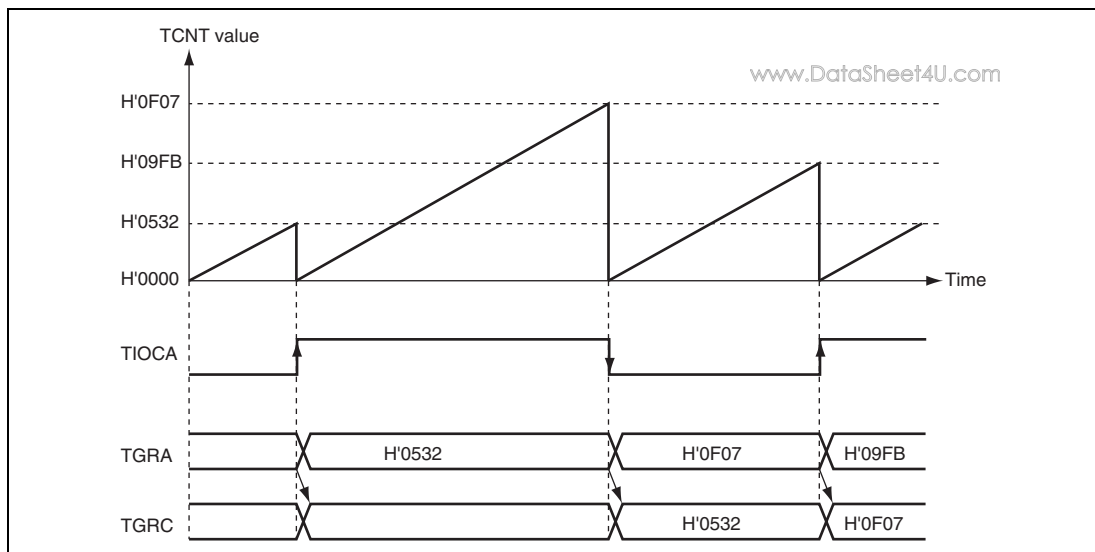 TCNT value
www.DataSheet4U.com
H'0F07
H'09FB
H'0532
H'0000
Time
TIOCA
TGRA H'0532 H'0F07 H'09FB
TGRC H'0532 H'0F07